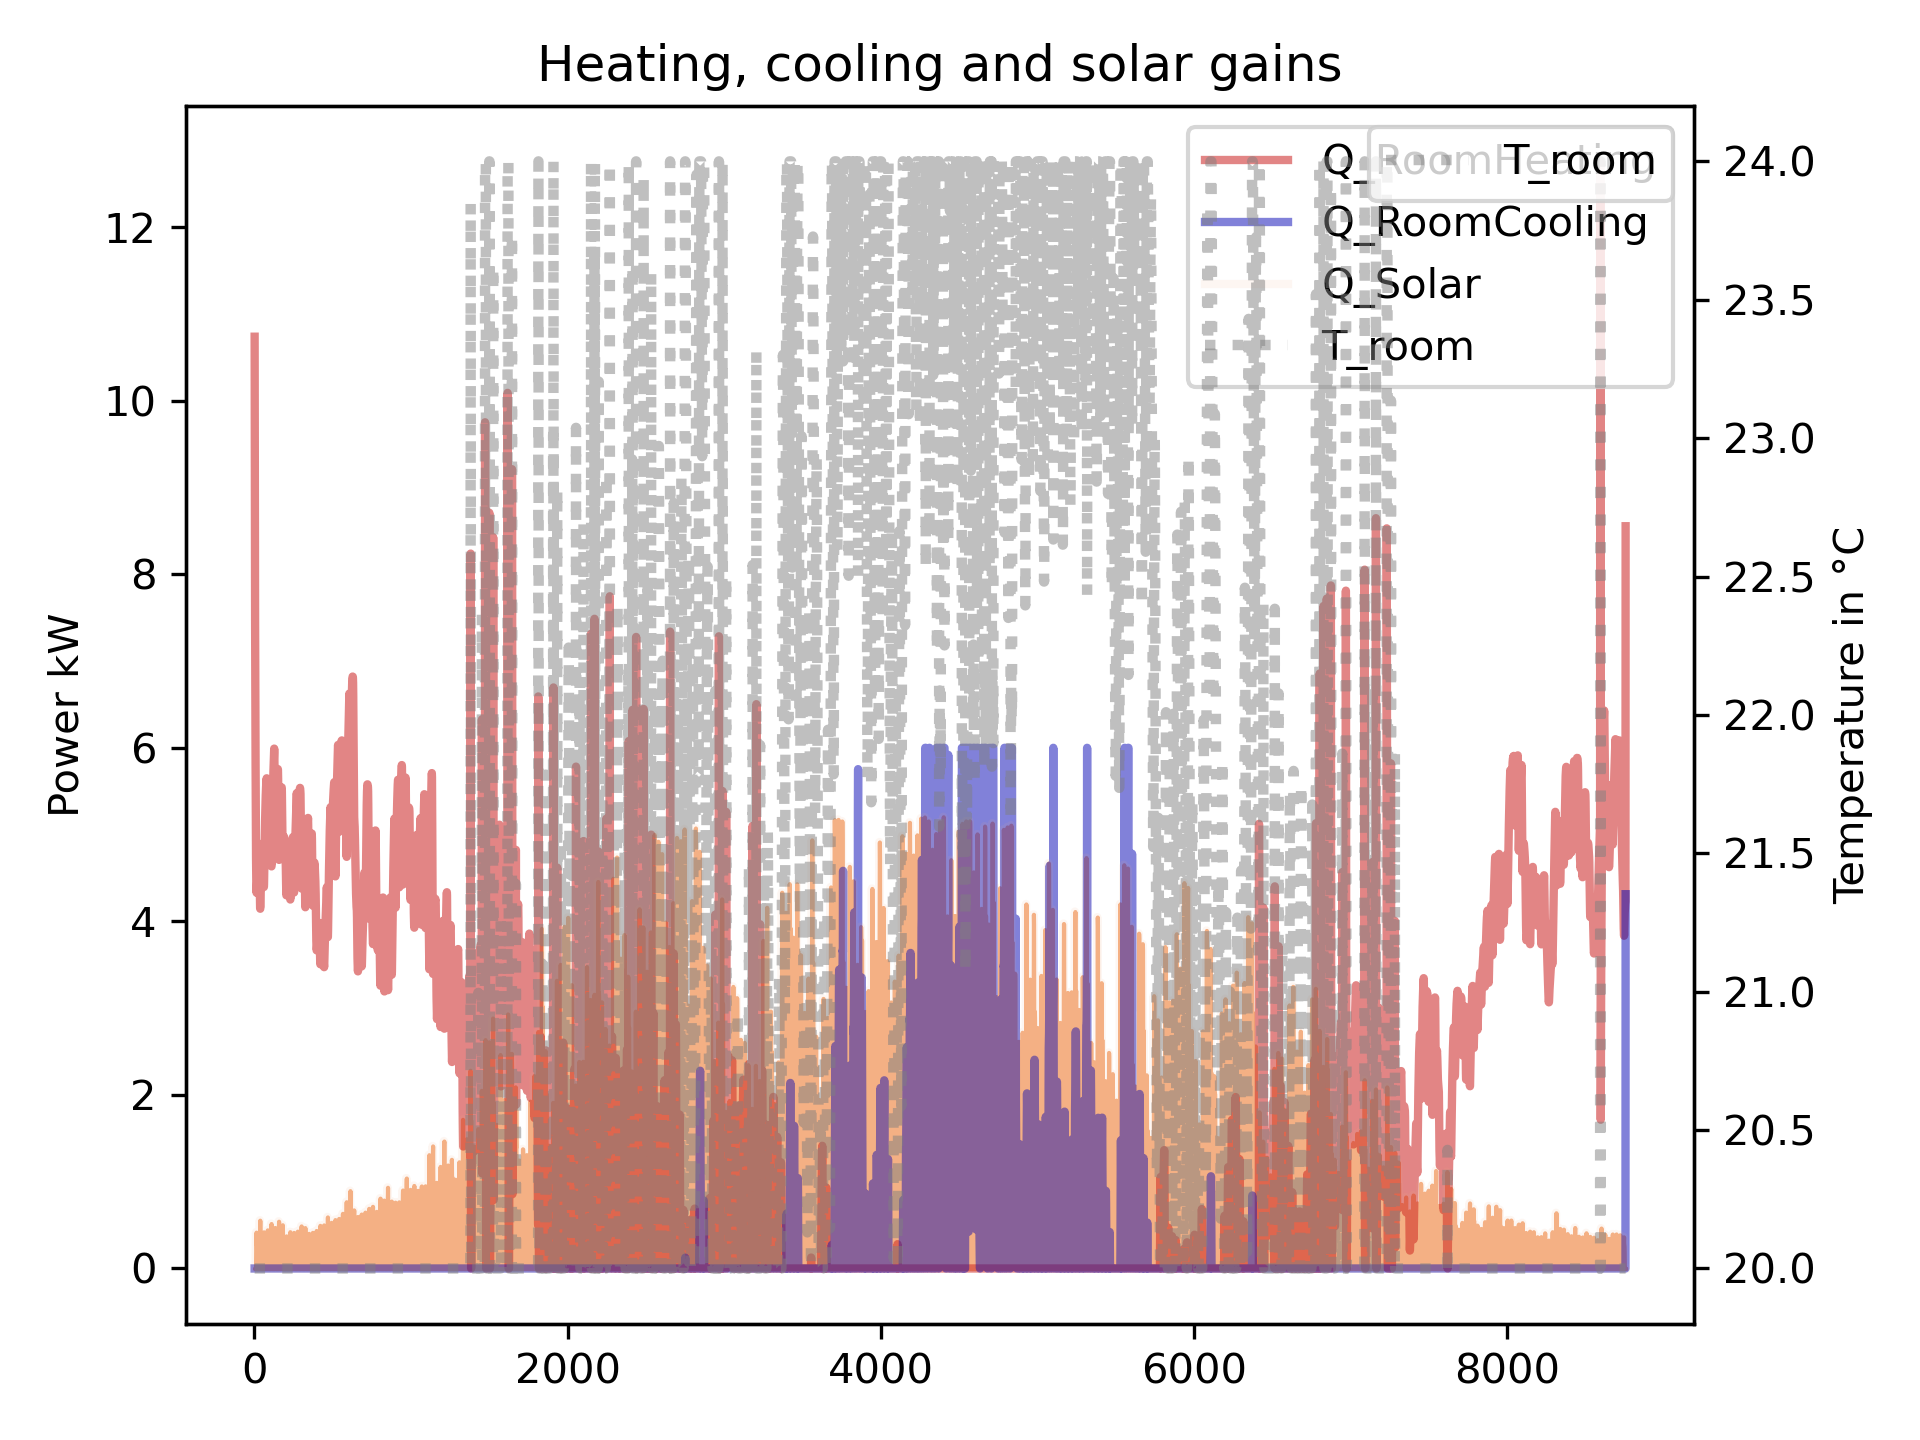 Heating, cooling and solar gains
Power kW
12
10
8
6
4
2
0
0
2000
4000
6000
8000
24.0
23.5
23.0
22.5
22.0
21.5
21.0
20.5
20.0
Temperature in °C
Q_RoomHeating
Q_RoomCooling
Q_Solar
T_room
T_room